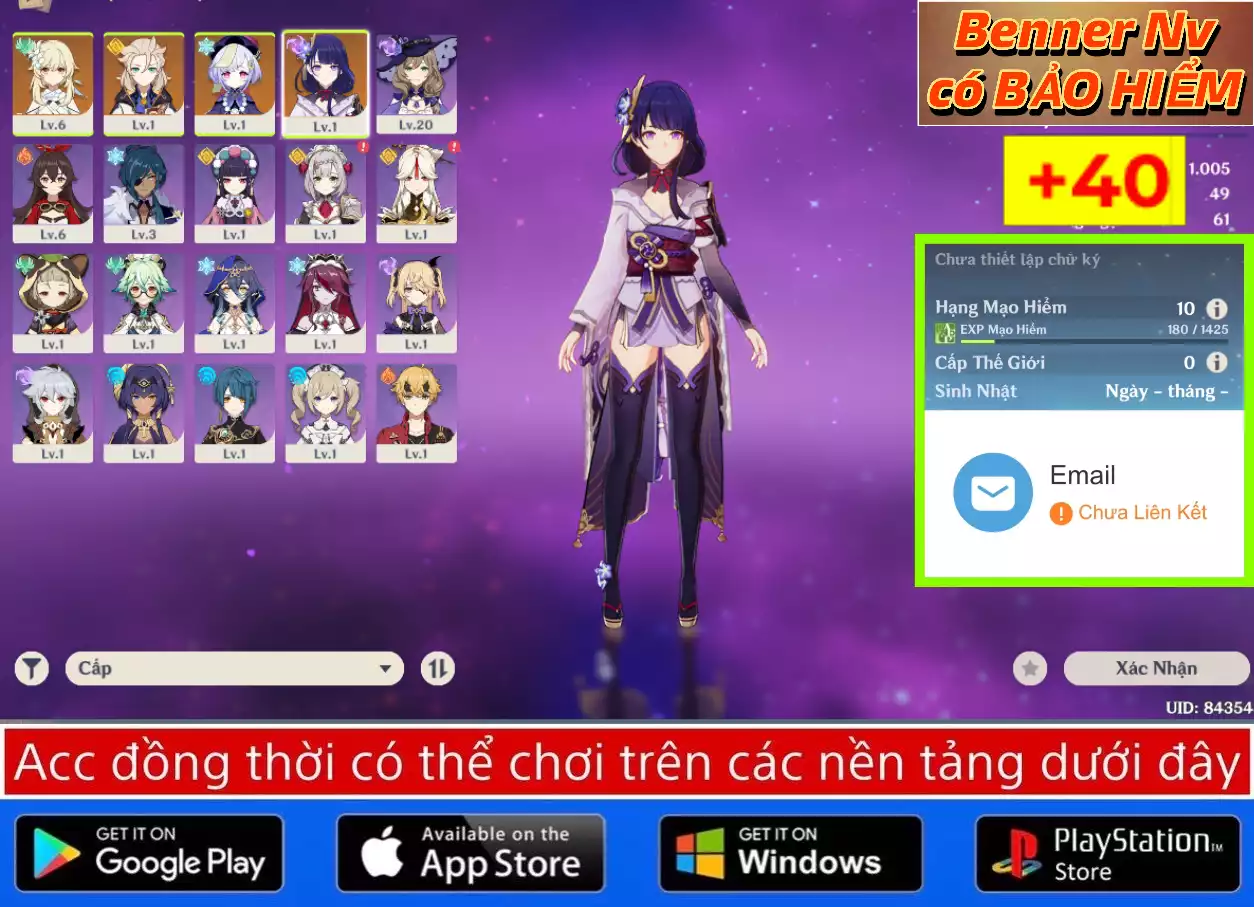 Benner Nv
có BẢO HIỂM
+40
1.005
49
61
Chưa thiết lập chữ ký
Hạng Mạo Hiểm 10
EXP Mạo Hiểm 180 / 1425
Cấp Thế Giới 0
Sinh Nhật Ngày - tháng -
Email
Chưa Liên Kết
Lv.6 Lv.1 Lv.1 Lv.1 Lv.20
Lv.6 Lv.3 Lv.1 Lv.1 Lv.1
Lv.1 Lv.1 Lv.1 Lv.1 Lv.1
Lv.1 Lv.1 Lv.1 Lv.1 Lv.1
Cấp
Xác Nhận
UID: 84354
Acc đồng thời có thể chơi trên các nền tảng dưới đây
GET IT ON
Google Play
Available on the
App Store
GET IT ON
Windows
PlayStation™
Store